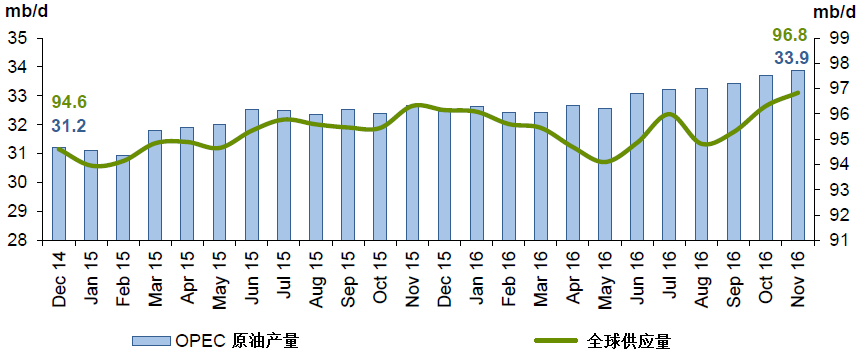 mb/d mb/d
35 99
96.8
34 33.9 98
94.6
33 97
31.2
32 96
31 95
30 94
29 93
28 92
91
Dec 14 Jan 15 Feb 15 Mar 15 Apr 15 May 15 Jun 15 Jul 15 Aug 15 Sep 15 Oct 15 Nov 15 Dec 15 Jan 16 Feb 16 Mar 16 Apr 16 May 16 Jun 16 Jul 16 Aug 16 Sep 16 Oct 16 Nov 16
OPEC 原油产量 全球供应量